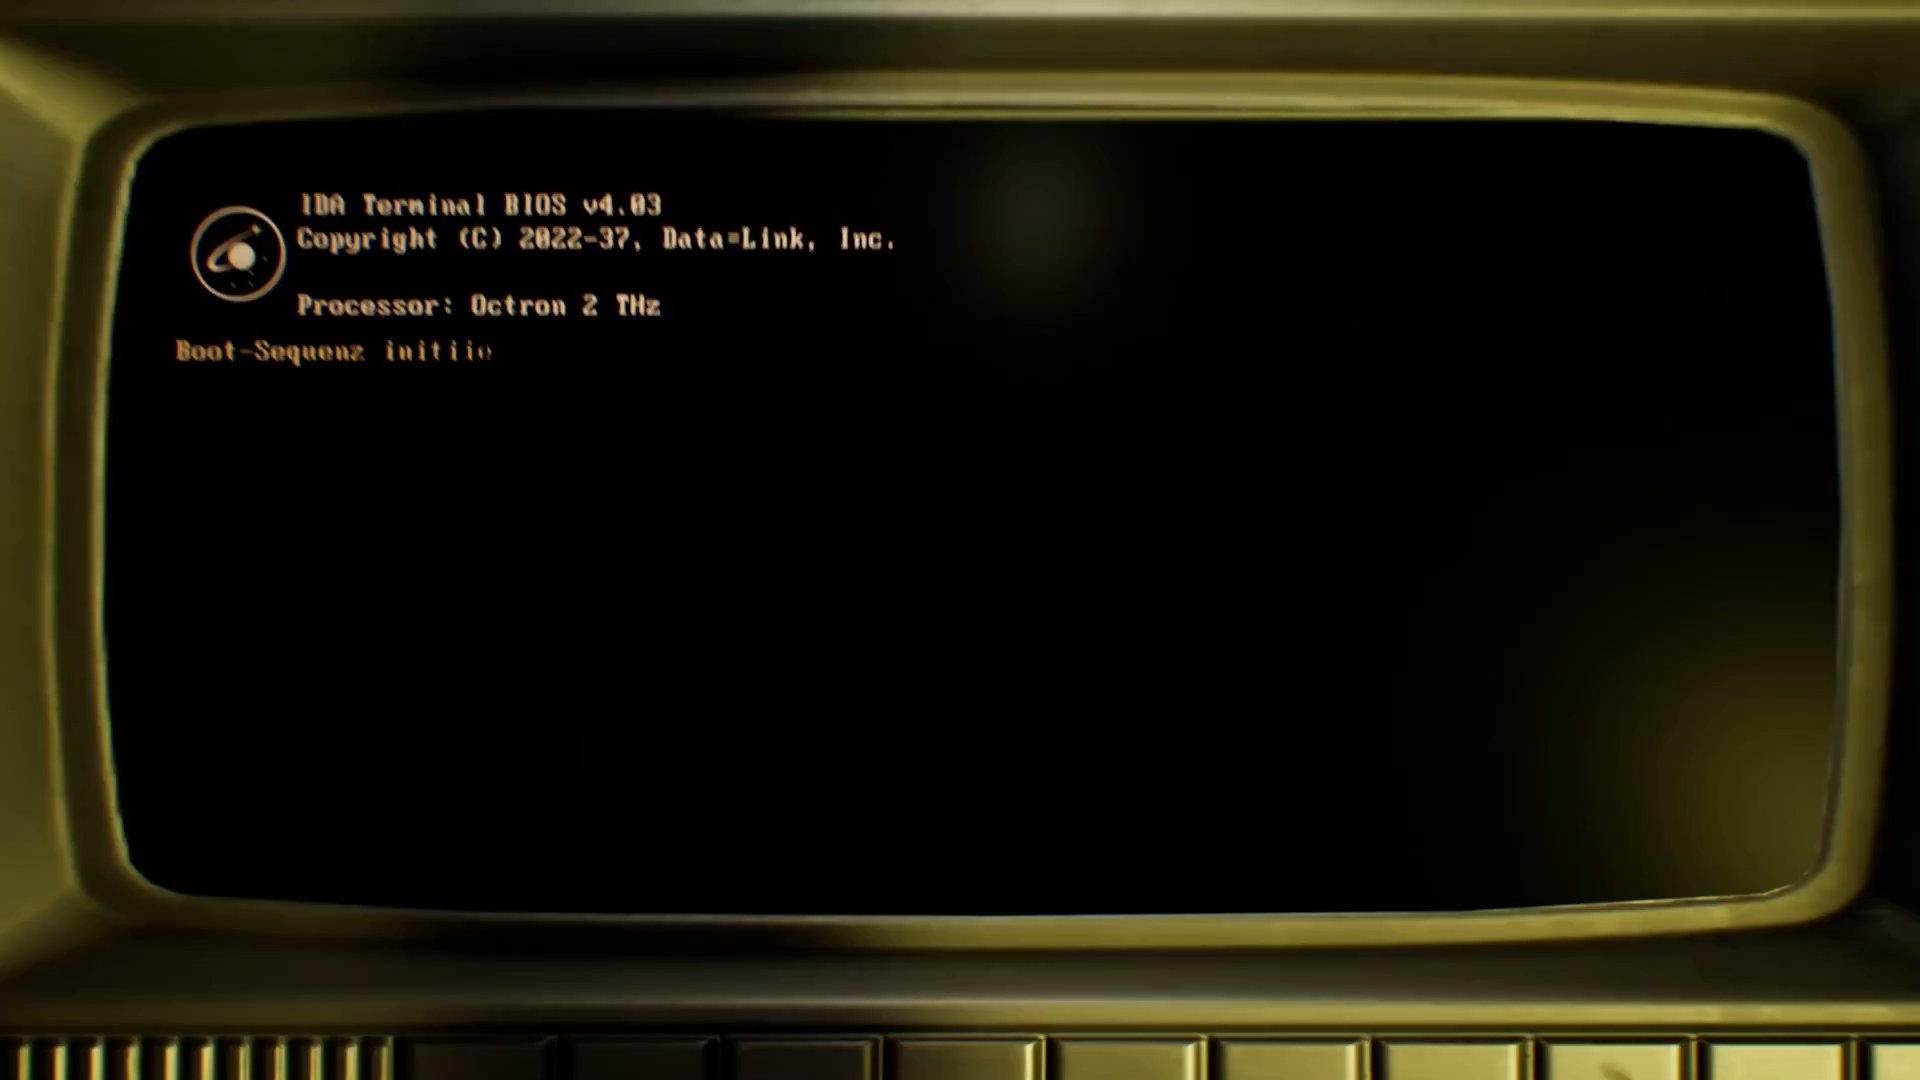 IDA Terminal BIOS v4.03
Copyright (C) 2022-37, Data=Link, Inc.
Processor: Octron 2 THz
Boot-Sequenz